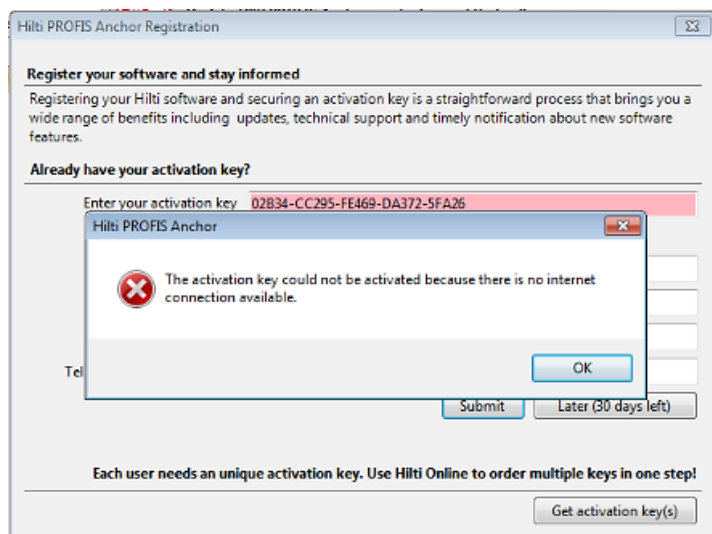 Hilti PROFIS Anchor Registration
Register your software and stay informed
Registering your Hilti software and securing an activation key is a straightforward process that brings you a
wide range of benefits including updates, technical support and timely notification about new software
features.
Already have your activation key?
Enter your activation key 02B34-CC295-FE469-DA372-5FA26
Hilti PROFIS Anchor
The activation key could not be activated because there is no internet
connection available.
OK
Tel
Submit Later (30 days left)
Each user needs an unique activation key. Use Hilti Online to order multiple keys in one step!
Get activation key(s)